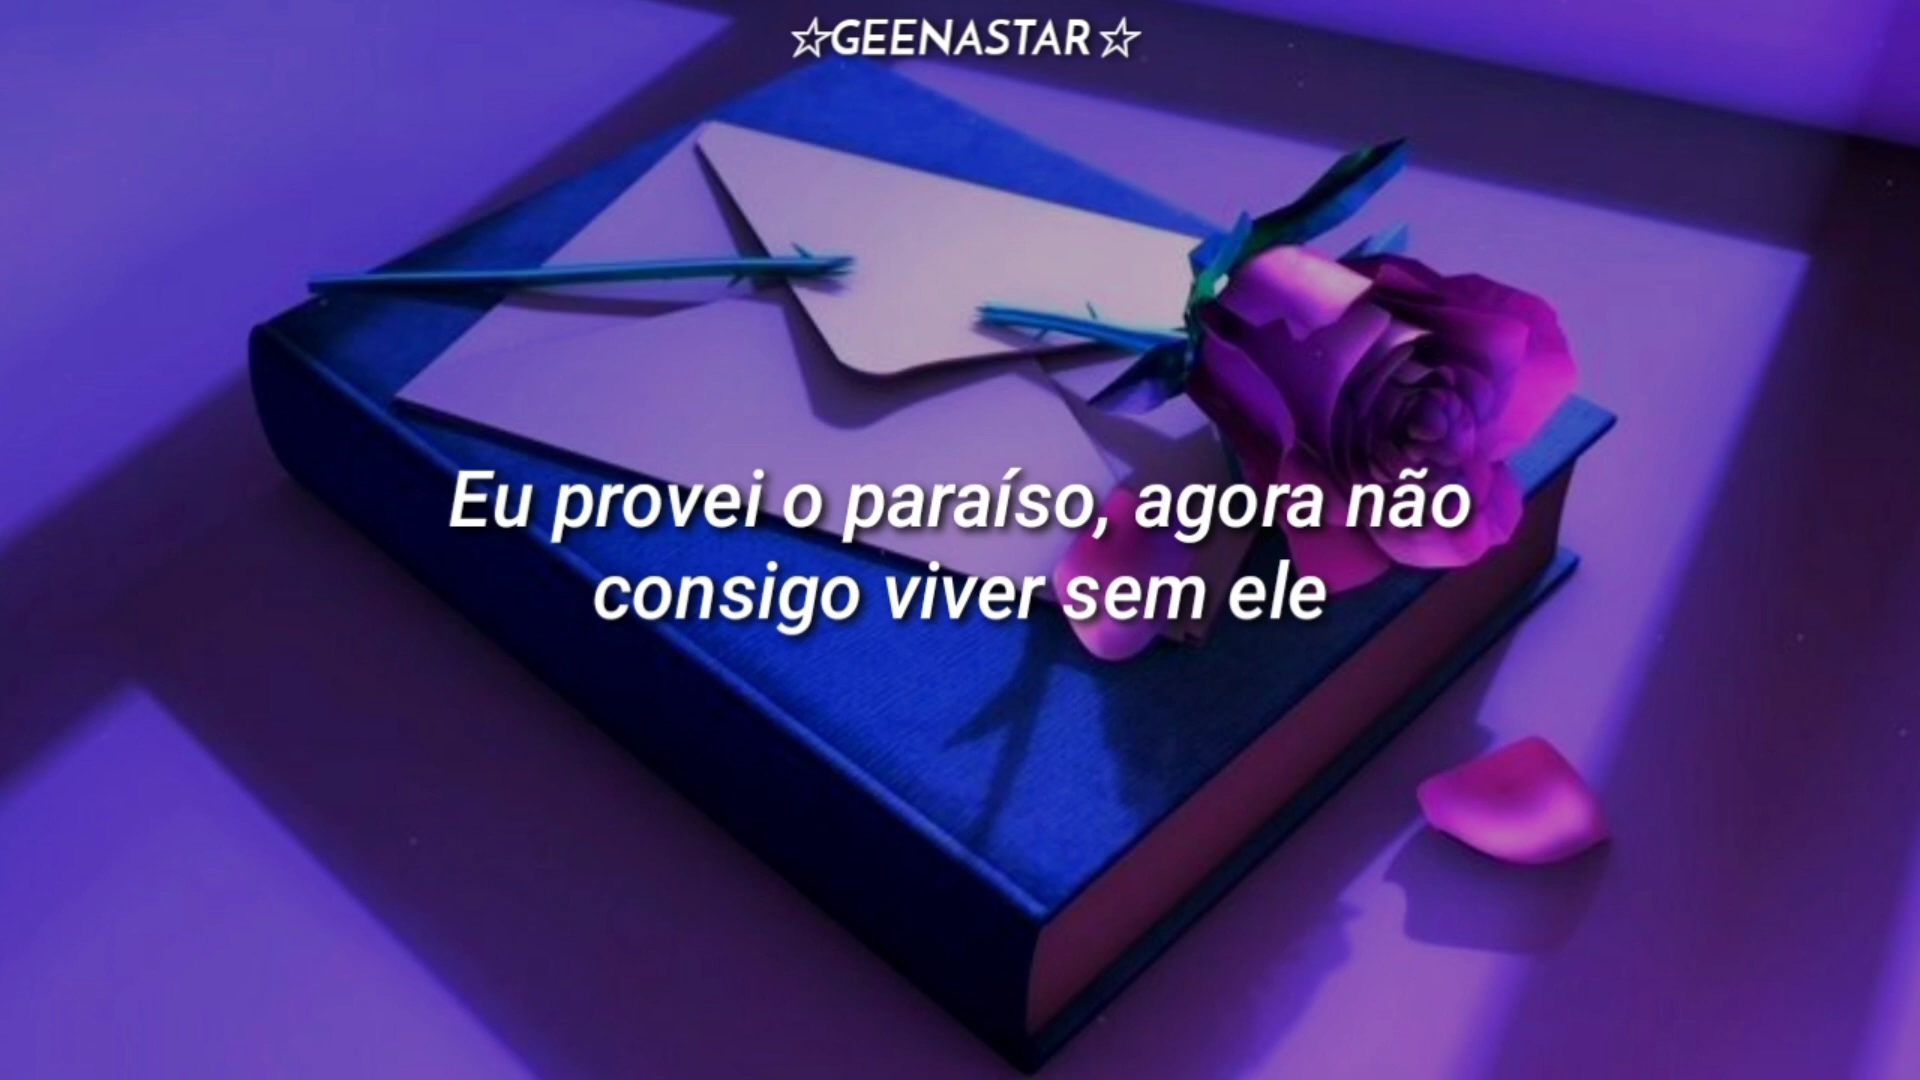 ☆GEENASTAR☆
Eu provei o paraíso, agora não
consigo viver sem ele